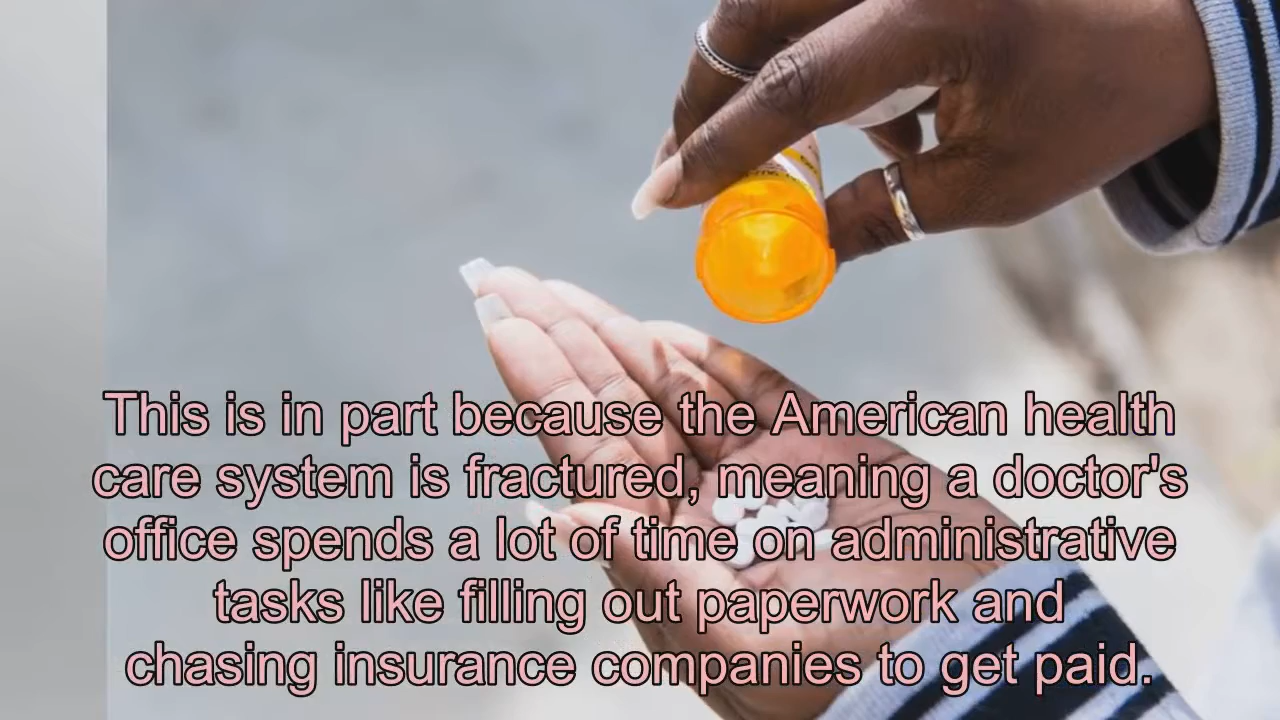 This is in part because the American health
care system is fractured, meaning a doctor's
office spends a lot of time on administrative
tasks like filling out paperwork and
chasing insurance companies to get paid.